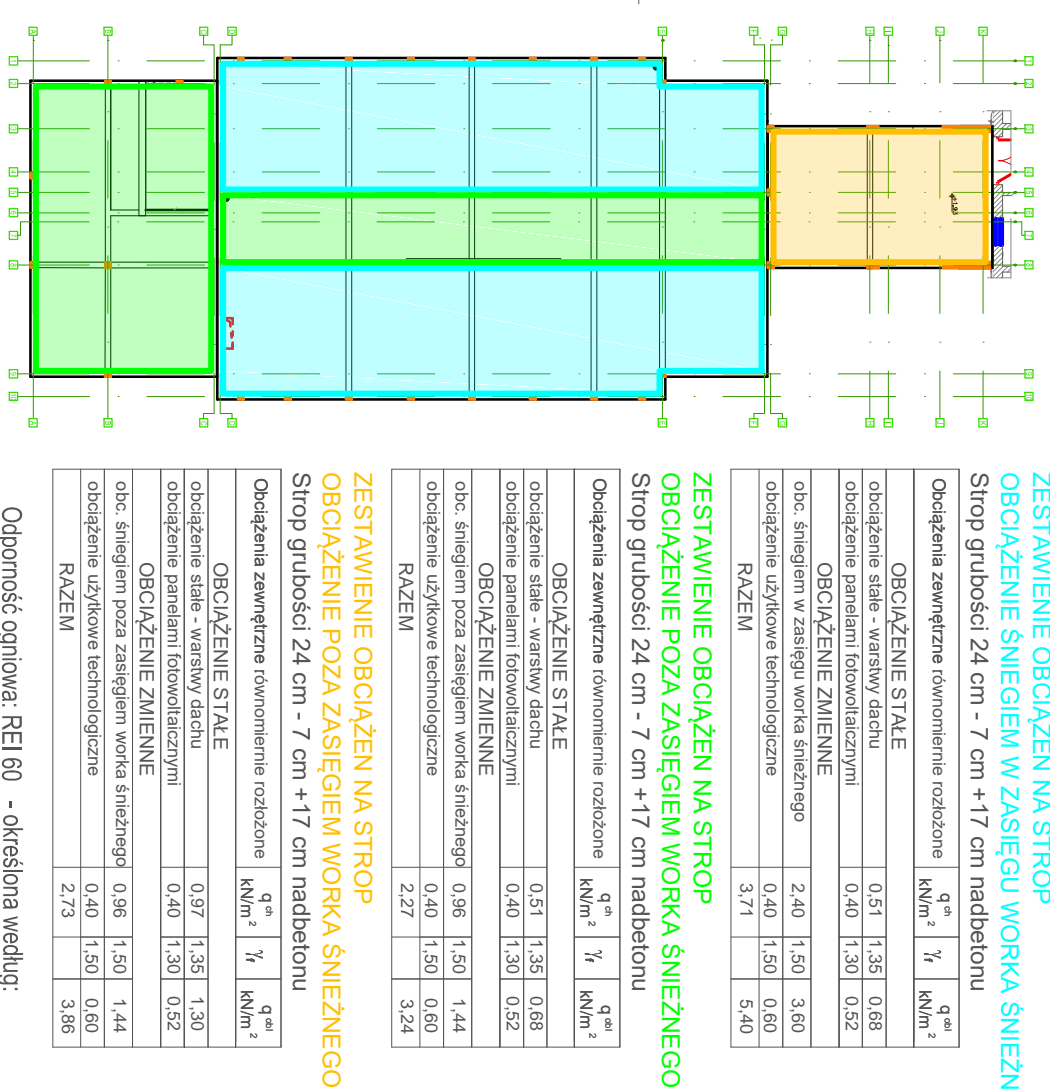 ZESTAWIENIE OBCIĄŻEŃ NA STROP
OBCIĄŻENIE ŚNIEGIEM W ZASIĘGU WORKA ŚNIEŻN
Strop grubości 24 cm - 7 cm +17 cm nadbetonu
Obciążenia zewnętrzne równomiernie rozłożone q ch kN/m² γf q obl kN/m²
OBCIĄŻENIE STAŁE
obciążenie stałe - warstwy dachu 0,51 1,35 0,68
obciążenie panelami fotowoltaicznymi 0,40 1,30 0,52
OBCIĄŻENIE ZMIENNE
obc. śniegiem w zasięgu worka śnieżnego 2,40 1,50 3,60
obciążenie użytkowe technologiczne 0,40 1,50 0,60
RAZEM 3,71 5,40
ZESTAWIENIE OBCIĄŻEŃ NA STROP
OBCIĄŻENIE POZA ZASIĘGIEM WORKA ŚNIEŻNEGO
Strop grubości 24 cm - 7 cm +17 cm nadbetonu
Obciążenia zewnętrzne równomiernie rozłożone q ch kN/m² γf q obl kN/m²
OBCIĄŻENIE STAŁE
obciążenie stałe - warstwy dachu 0,51 1,35 0,68
obciążenie panelami fotowoltaicznymi 0,40 1,30 0,52
OBCIĄŻENIE ZMIENNE
obc. śniegiem poza zasięgiem worka śnieżnego 0,96 1,50 1,44
obciążenie użytkowe technologiczne 0,40 1,50 0,60
RAZEM 2,27 3,24
ZESTAWIENIE OBCIĄŻEŃ NA STROP
OBCIĄŻENIE POZA ZASIĘGIEM WORKA ŚNIEŻNEGO
Strop grubości 24 cm - 7 cm +17 cm nadbetonu
Obciążenia zewnętrzne równomiernie rozłożone q ch kN/m² γf q obl kN/m²
OBCIĄŻENIE STAŁE
obciążenie stałe - warstwy dachu 0,97 1,35 1,30
obciążenie panelami fotowoltaicznymi 0,40 1,30 0,52
OBCIĄŻENIE ZMIENNE
obc. śniegiem poza zasięgiem worka śnieżnego 0,96 1,50 1,44
obciążenie użytkowe technologiczne 0,40 1,50 0,60
RAZEM 2,73 3,86
Odporność ogniowa: REI 60 - określona według: